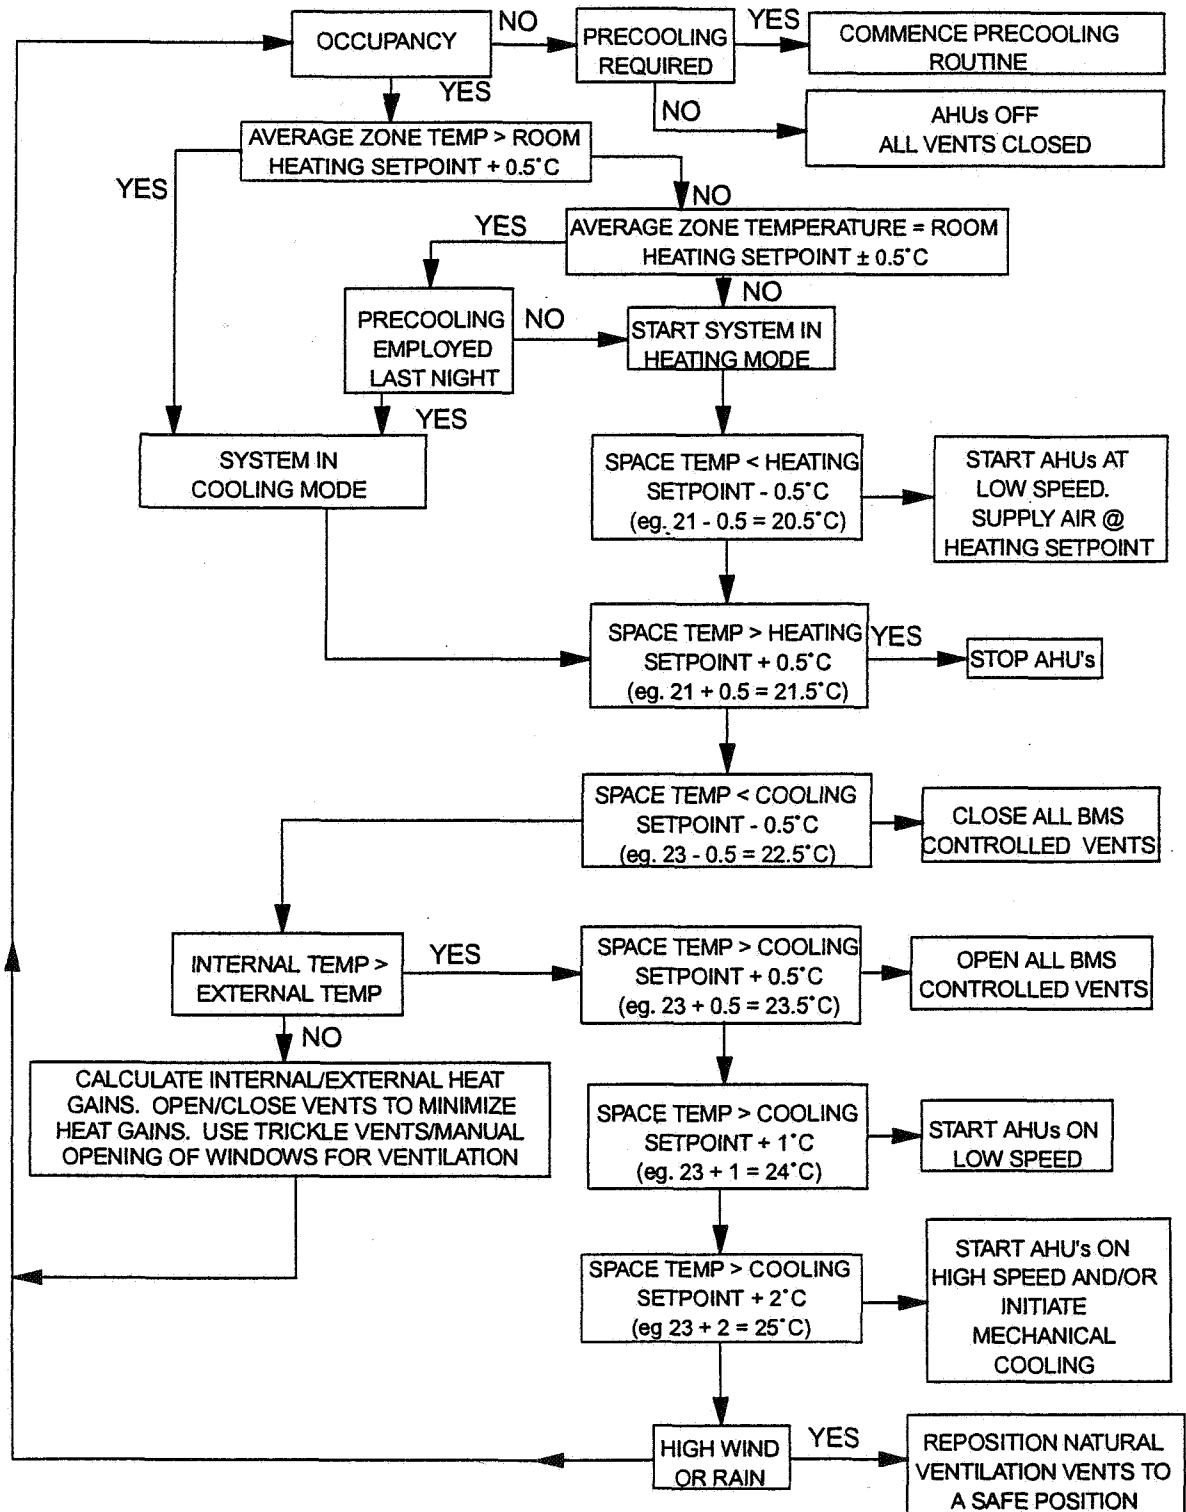 OCCUPANCY
NO
PRECOOLING
REQUIRED
YES
COMMENCE PRECOOLING
ROUTINE
YES
NO
AHUs OFF
ALL VENTS CLOSED
AVERAGE ZONE TEMP > ROOM
HEATING SETPOINT + 0.5°C
YES
NO
YES
AVERAGE ZONE TEMPERATURE = ROOM
HEATING SETPOINT ± 0.5°C
NO
PRECOOLING
EMPLOYED
LAST NIGHT
NO
START SYSTEM IN
HEATING MODE
YES
SYSTEM IN
COOLING MODE
SPACE TEMP < HEATING
SETPOINT - 0.5°C
(eg. 21 - 0.5 = 20.5°C)
START AHUs AT
LOW SPEED.
SUPPLY AIR @
HEATING SETPOINT
SPACE TEMP > HEATING
SETPOINT + 0.5°C
(eg. 21 + 0.5 = 21.5°C)
YES
STOP AHU's
SPACE TEMP < COOLING
SETPOINT - 0.5°C
(eg. 23 - 0.5 = 22.5°C)
CLOSE ALL BMS
CONTROLLED VENTS
INTERNAL TEMP >
EXTERNAL TEMP
YES
SPACE TEMP > COOLING
SETPOINT + 0.5°C
(eg. 23 + 0.5 = 23.5°C)
OPEN ALL BMS
CONTROLLED VENTS
NO
CALCULATE INTERNAL/EXTERNAL HEAT
GAINS. OPEN/CLOSE VENTS TO MINIMIZE
HEAT GAINS. USE TRICKLE VENTS/MANUAL
OPENING OF WINDOWS FOR VENTILATION
SPACE TEMP > COOLING
SETPOINT + 1°C
(eg. 23 + 1 = 24°C)
START AHUs ON
LOW SPEED
SPACE TEMP > COOLING
SETPOINT + 2°C
(eg 23 + 2 = 25°C)
START AHU's ON
HIGH SPEED AND/OR
INITIATE
MECHANICAL
COOLING
HIGH WIND
OR RAIN
YES
REPOSITION NATURAL
VENTILATION VENTS TO
A SAFE POSITION